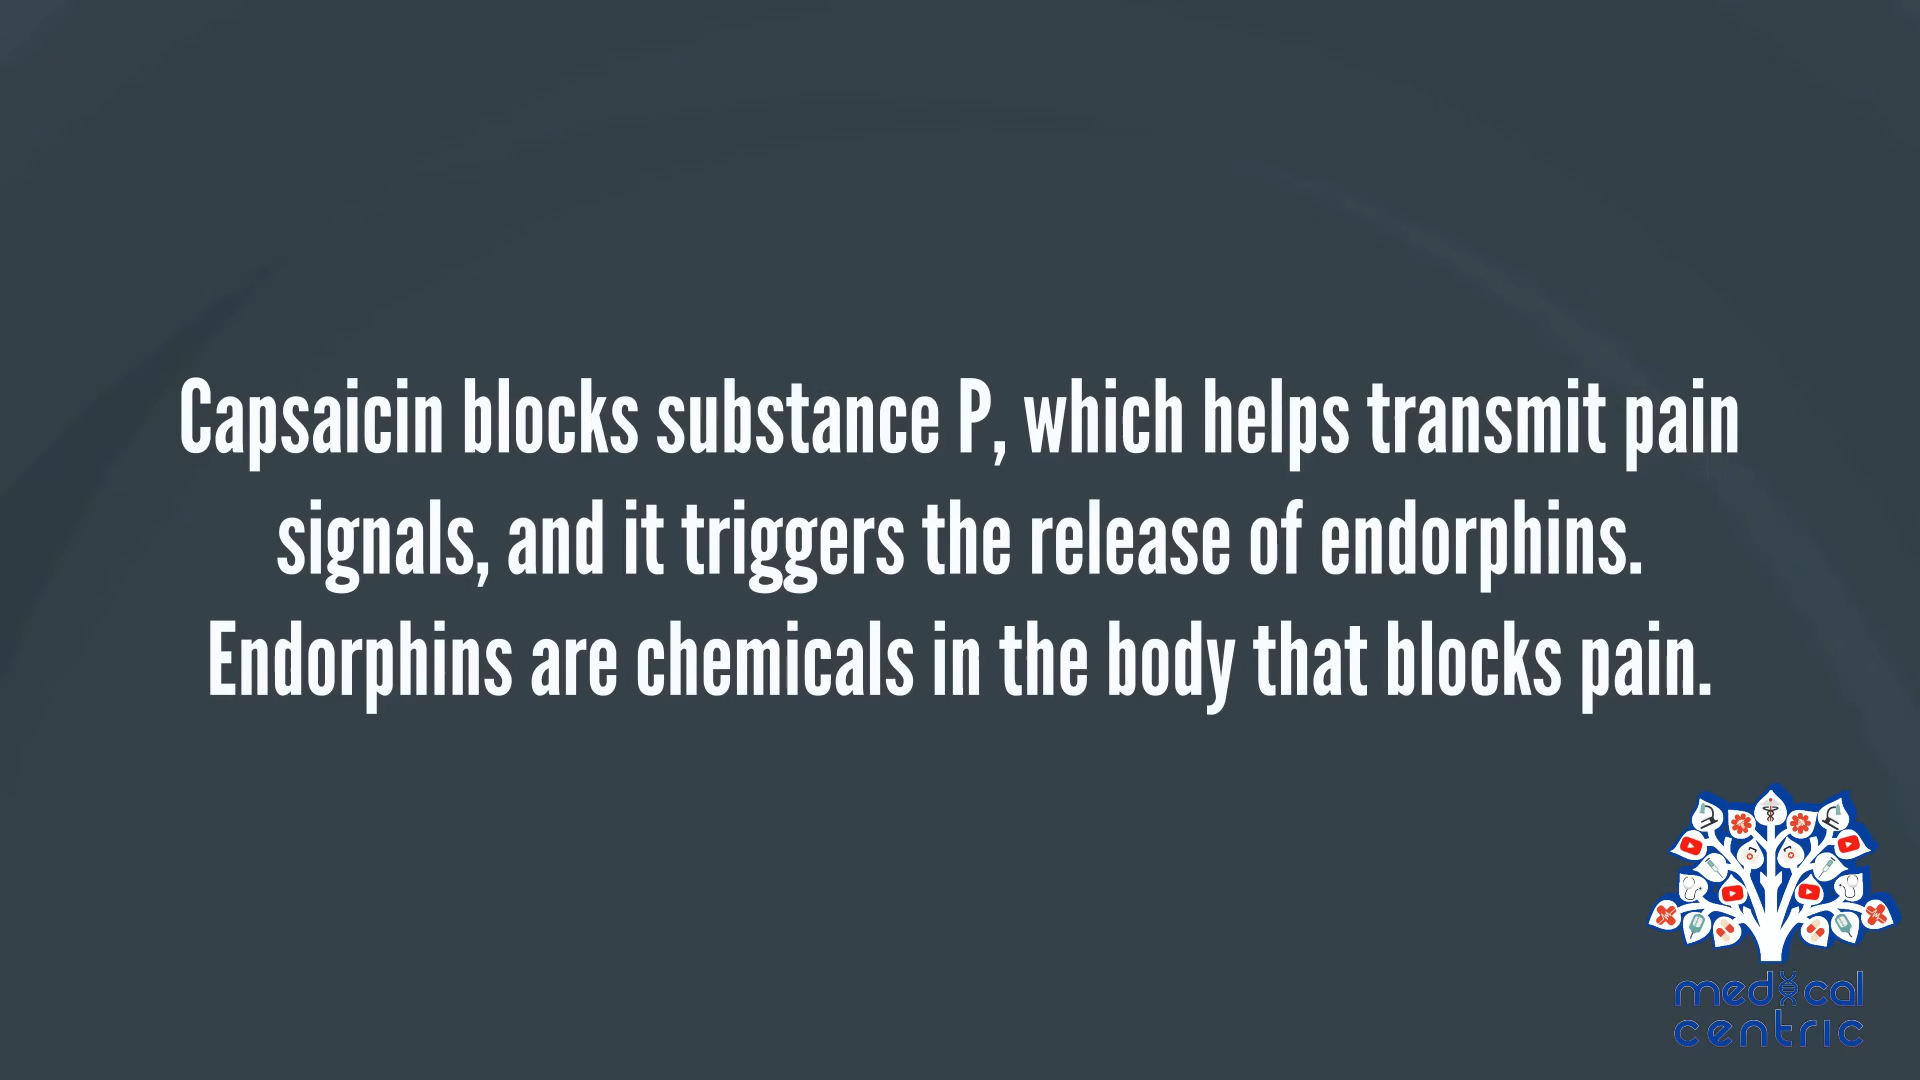 Capsaicin blocks substance P, which helps transmit pain
signals, and it triggers the release of endorphins.
Endorphins are chemicals in the body that blocks pain.
medical
centric